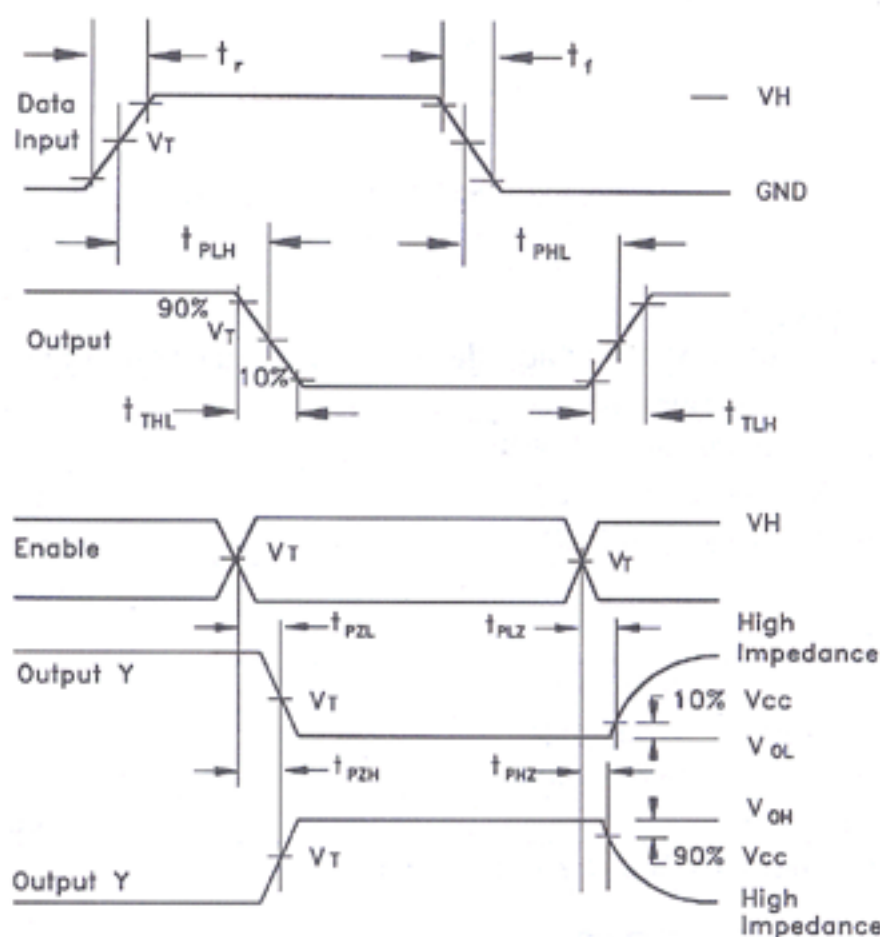 t r
t f
Data
Input
VT
VH
GND
t PLH
t PHL
90%
VT
Output
10%
t THL
t TLH
Enable
VT
VT
VH
t PZL
t PLZ
High
Impedance
Output Y
VT
10% Vcc
V OL
t PZH
t PHZ
V OH
VT
90% Vcc
Output Y
High
Impedance